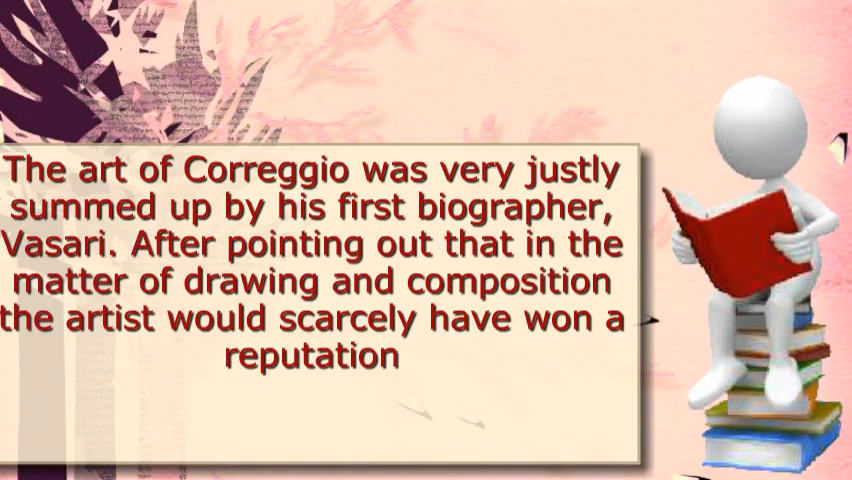 The art of Correggio was very justly
summed up by his first biographer,
Vasari. After pointing out that in the
matter of drawing and composition
the artist would scarcely have won a
reputation